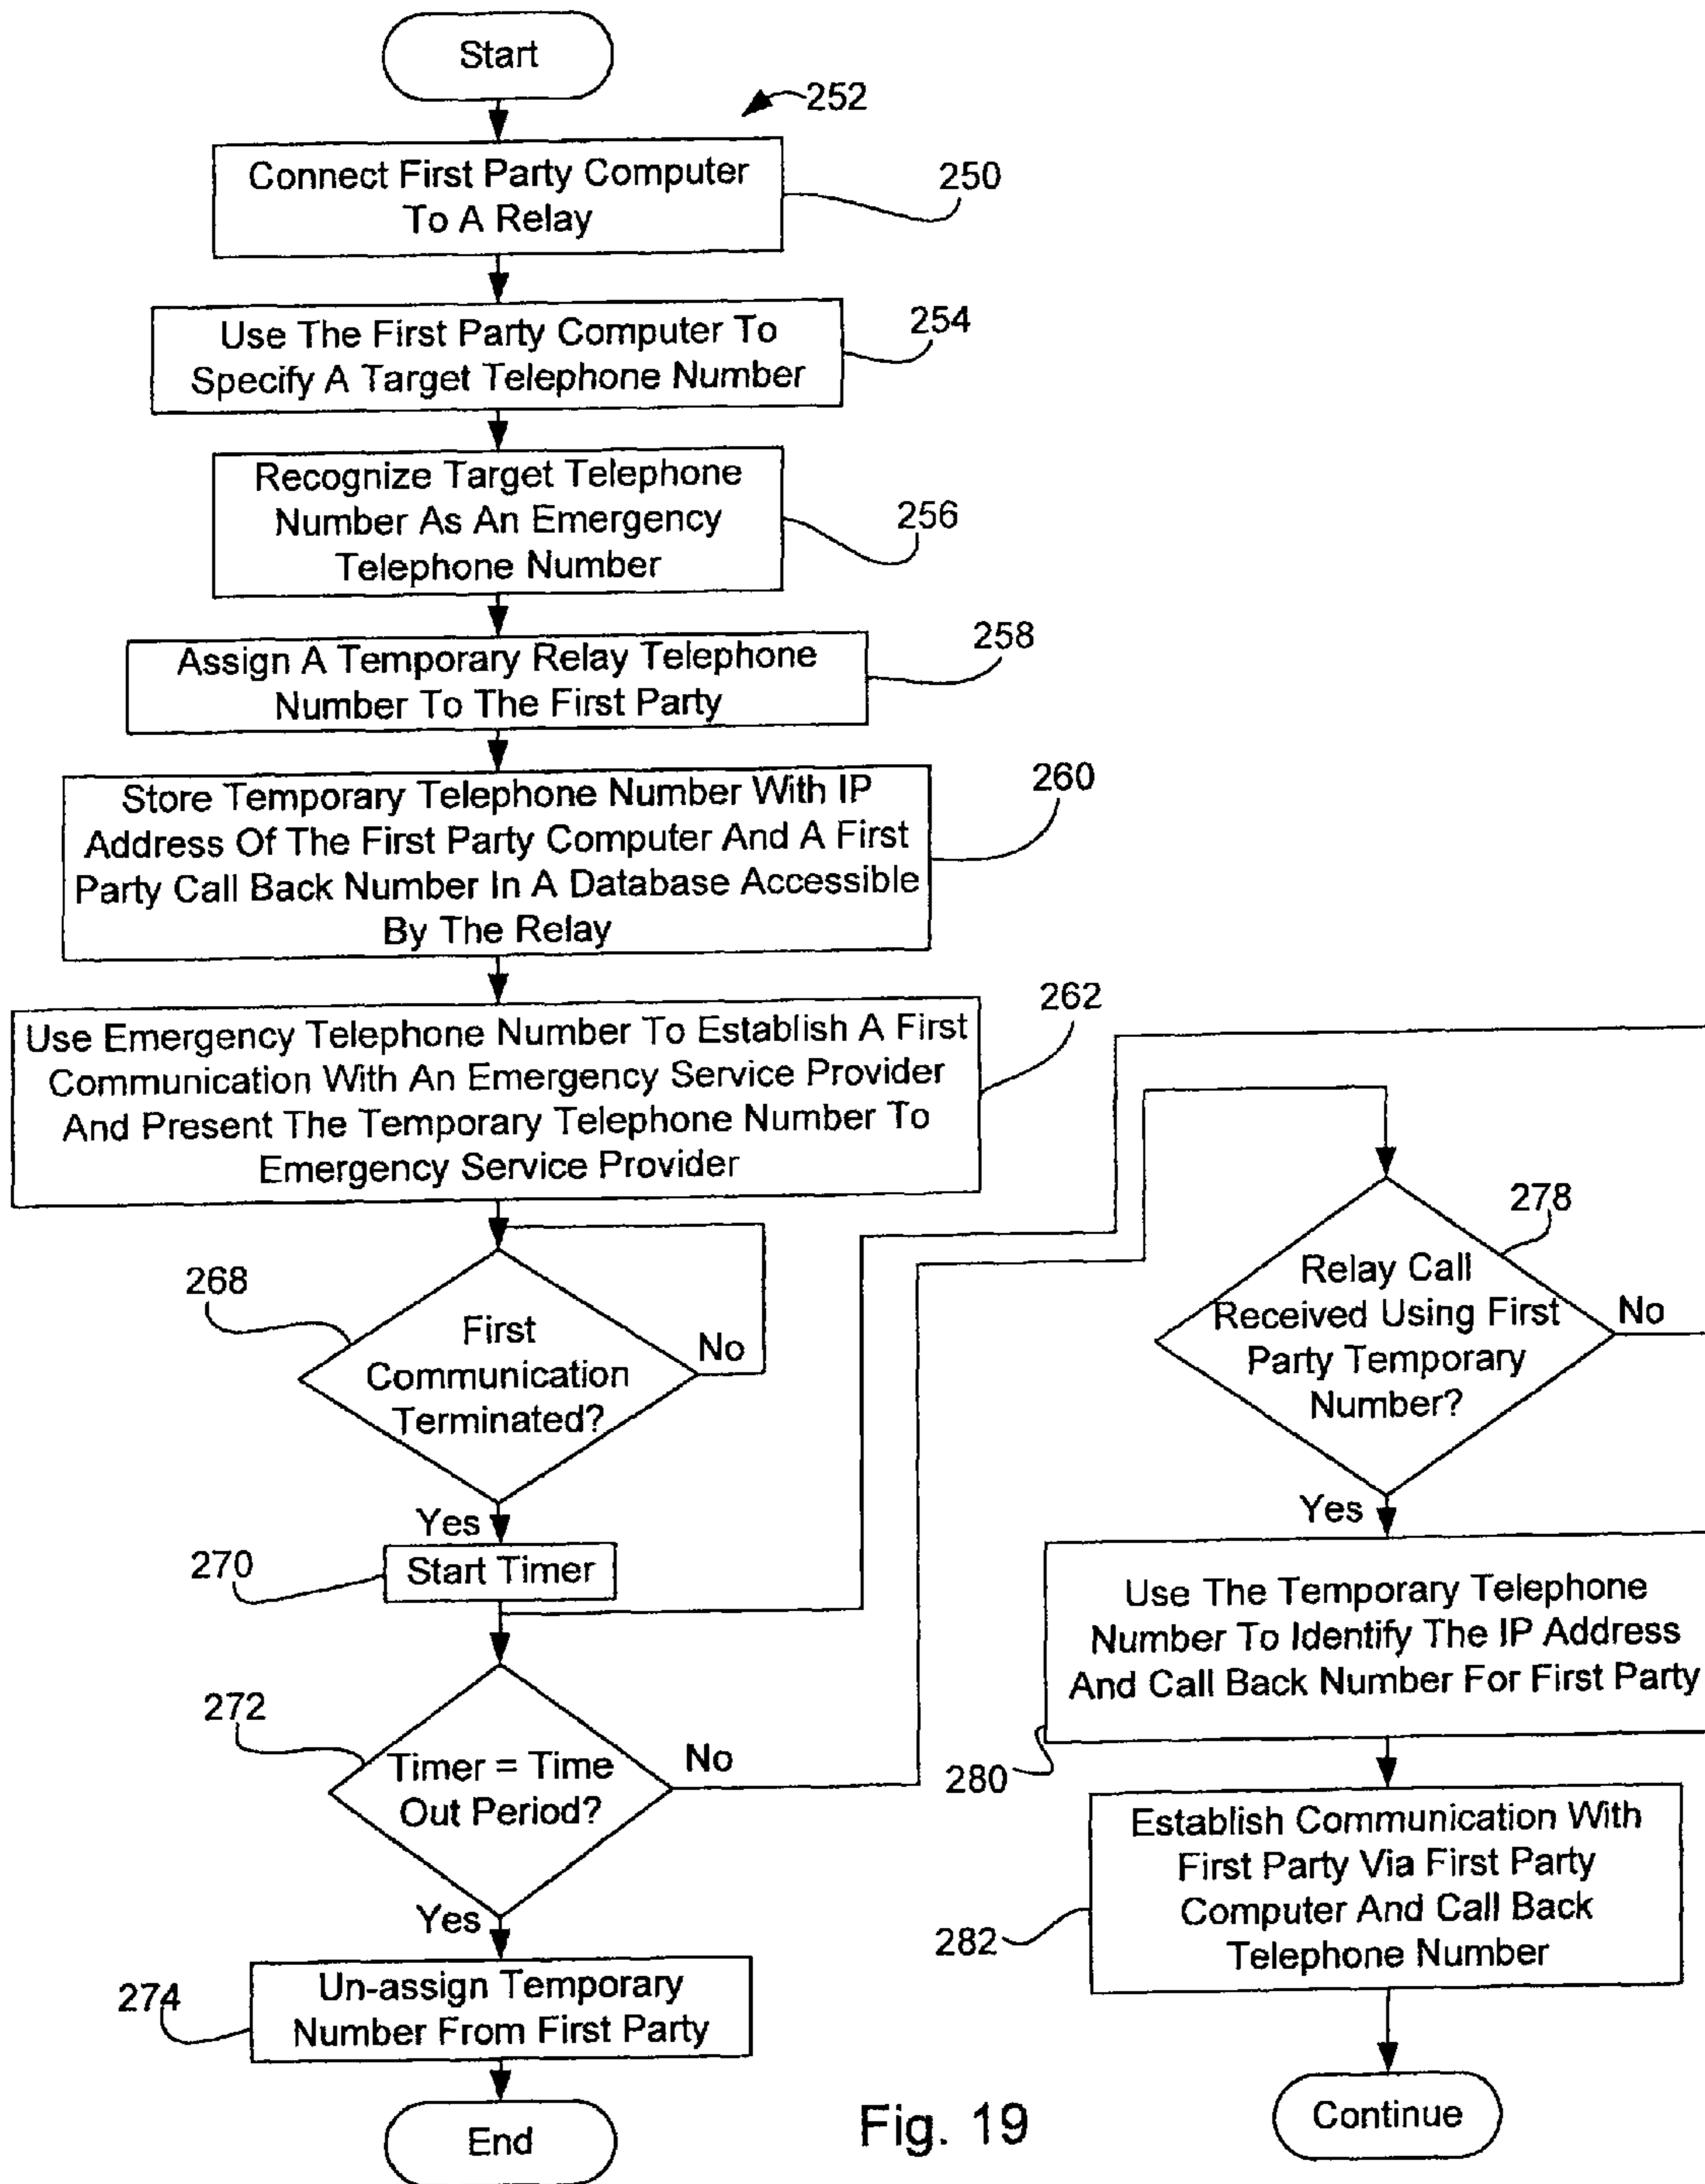 Start
252
Connect First Party Computer
To A Relay
250
Use The First Party Computer To
Specify A Target Telephone Number
254
Recognize Target Telephone
Number As An Emergency
Telephone Number
256
Assign A Temporary Relay Telephone
Number To The First Party
258
Store Temporary Telephone Number With IP
Address Of The First Party Computer And A First
Party Call Back Number In A Database Accessible
By The Relay
260
Use Emergency Telephone Number To Establish A First
Communication With An Emergency Service Provider
And Present The Temporary Telephone Number To
Emergency Service Provider
262
268
First
Communication
Terminated?
No
Yes
270
Start Timer
272
Timer = Time
Out Period?
No
Yes
274
Un-assign Temporary
Number From First Party
End
278
Relay Call
Received Using First
Party Temporary
Number?
No
Yes
Use The Temporary Telephone
Number To Identify The IP Address
And Call Back Number For First Party
280
Establish Communication With
First Party Via First Party
Computer And Call Back
Telephone Number
282
Continue
Fig. 19